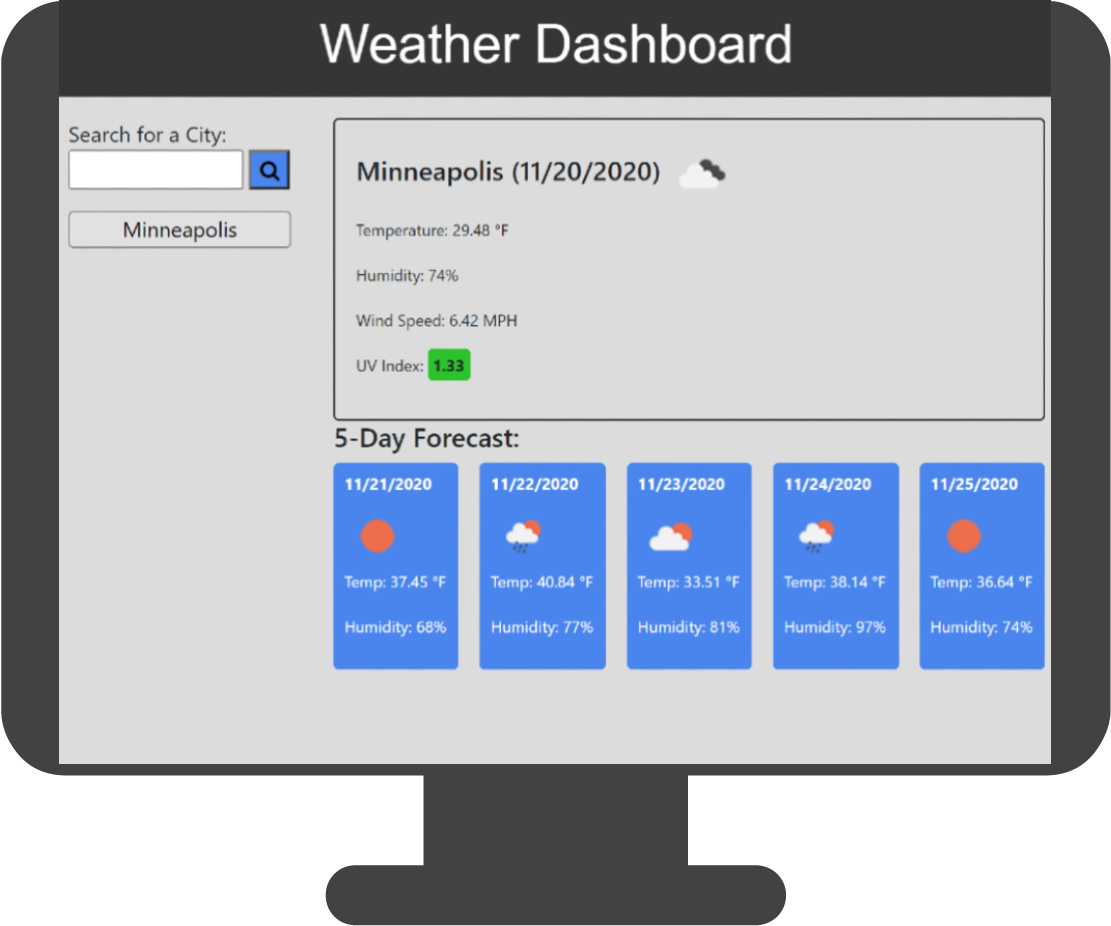 Weather Dashboard
Search for a City:
Minneapolis
Minneapolis (11/20/2020)
Temperature: 29.48 °F
Humidity: 74%
Wind Speed: 6.42 MPH
UV Index: 1.33
5-Day Forecast:
11/21/2020
Temp: 37.45 °F
Humidity: 68%
11/22/2020
Temp: 40.84 °F
Humidity: 77%
11/23/2020
Temp: 33.51 °F
Humidity: 81%
11/24/2020
Temp: 38.14 °F
Humidity: 97%
11/25/2020
Temp: 36.64 °F
Humidity: 74%